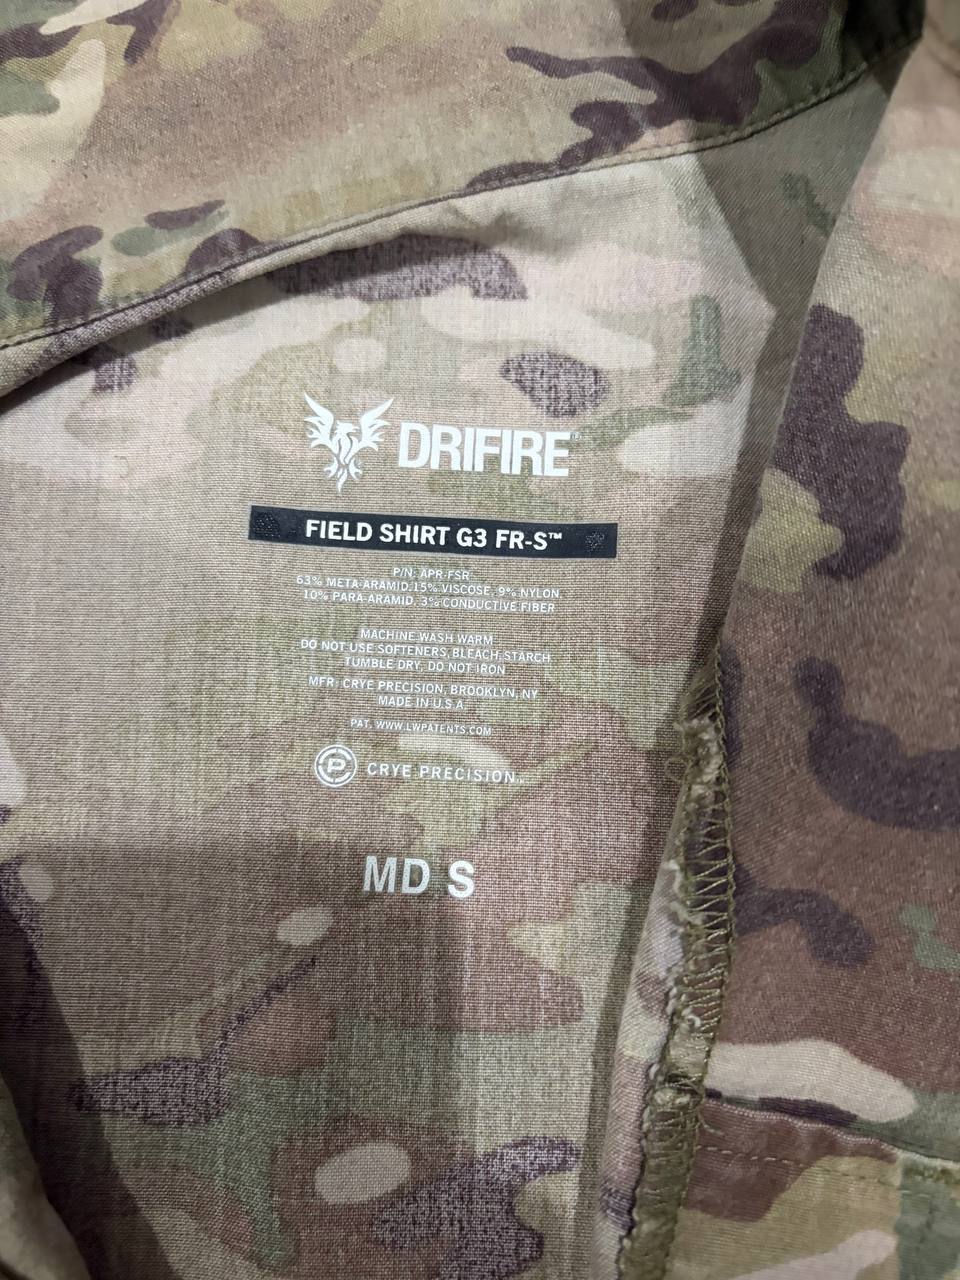 DRIFIRE®
FIELD SHIRT G3 FR-S™
P/N: APR-FSR
63% META-ARAMID, 15% VISCOSE, 9% NYLON,
10% PARA-ARAMID, 3% CONDUCTIVE FIBER
MACHINE WASH WARM
DO NOT USE SOFTENERS, BLEACH, STARCH
TUMBLE DRY, DO NOT IRON
MFR: CRYE PRECISION, BROOKLYN, NY
MADE IN U.S.A.
PAT. WWW.LWPATENTS.COM
P CRYE PRECISION
MD S